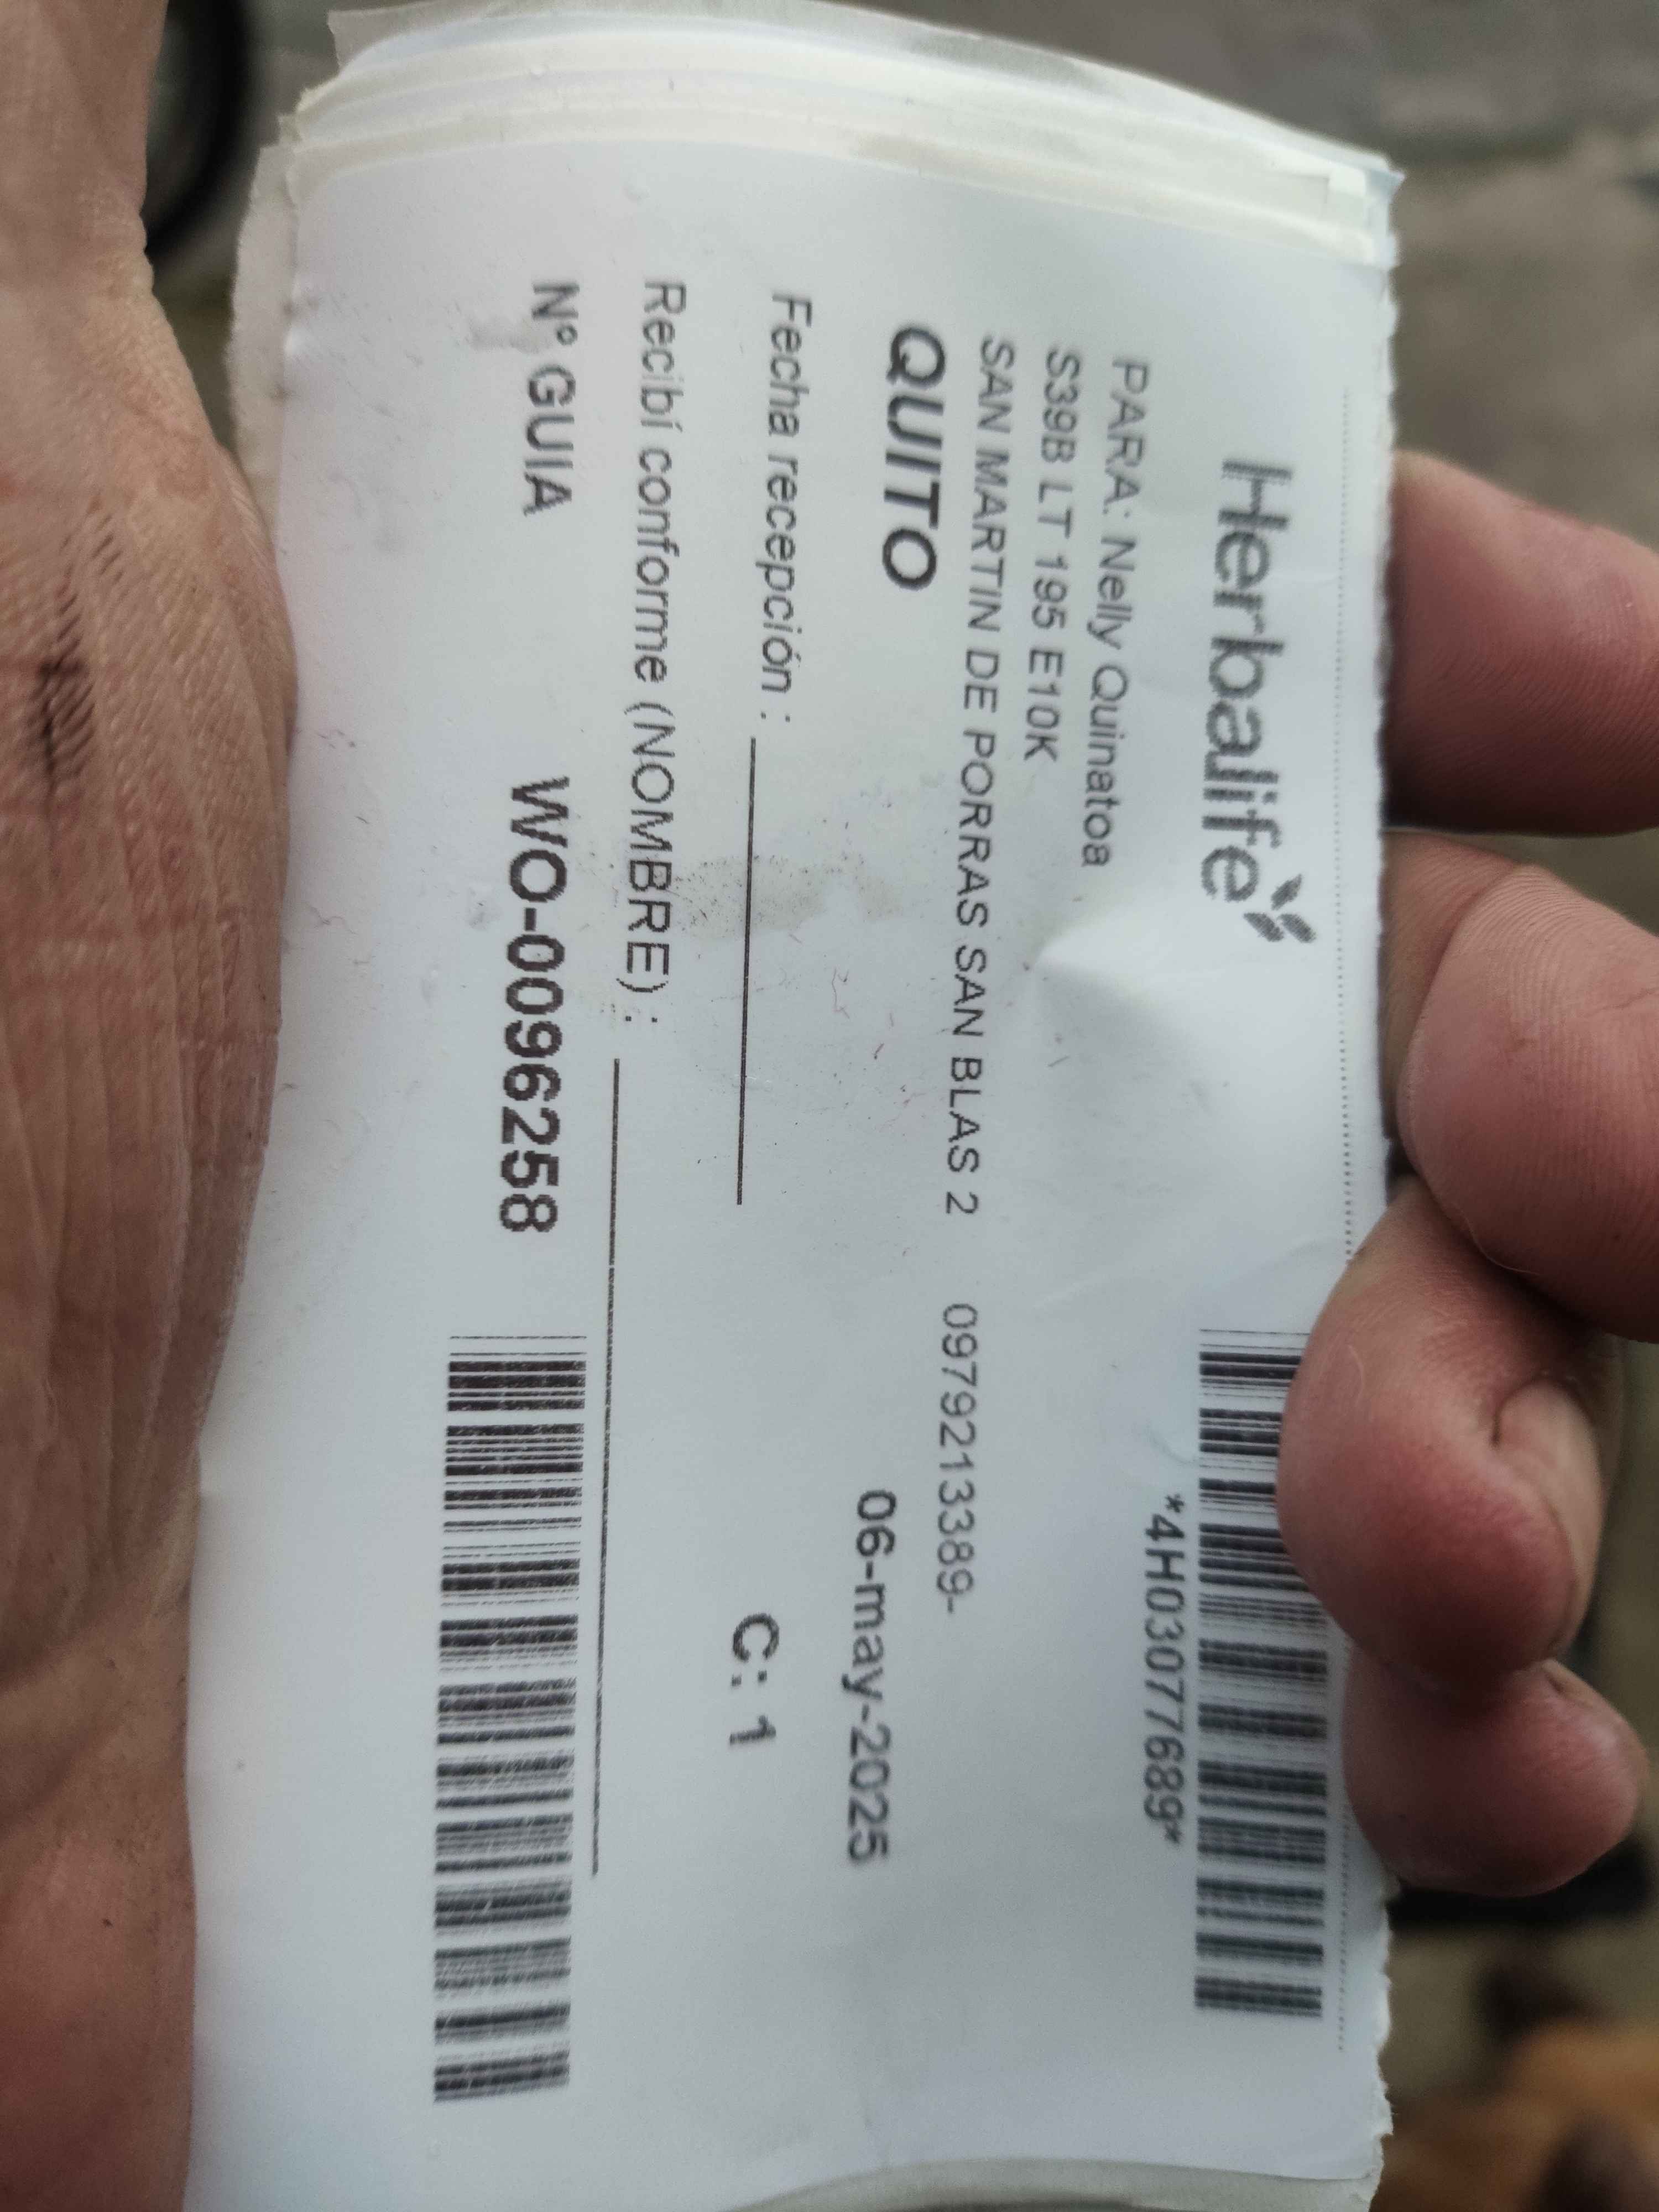 Herbalife
*4H03077689*
PARA: Nelly Quinatoa
S39B LT 195 E10K
SAN MARTIN DE PORRAS SAN BLAS 2 0979213389-
QUITO
06-may-2025
Fecha recepción :
C: 1
Recibí conforme (NOMBRE) :
Nº GUIA WO-0096258